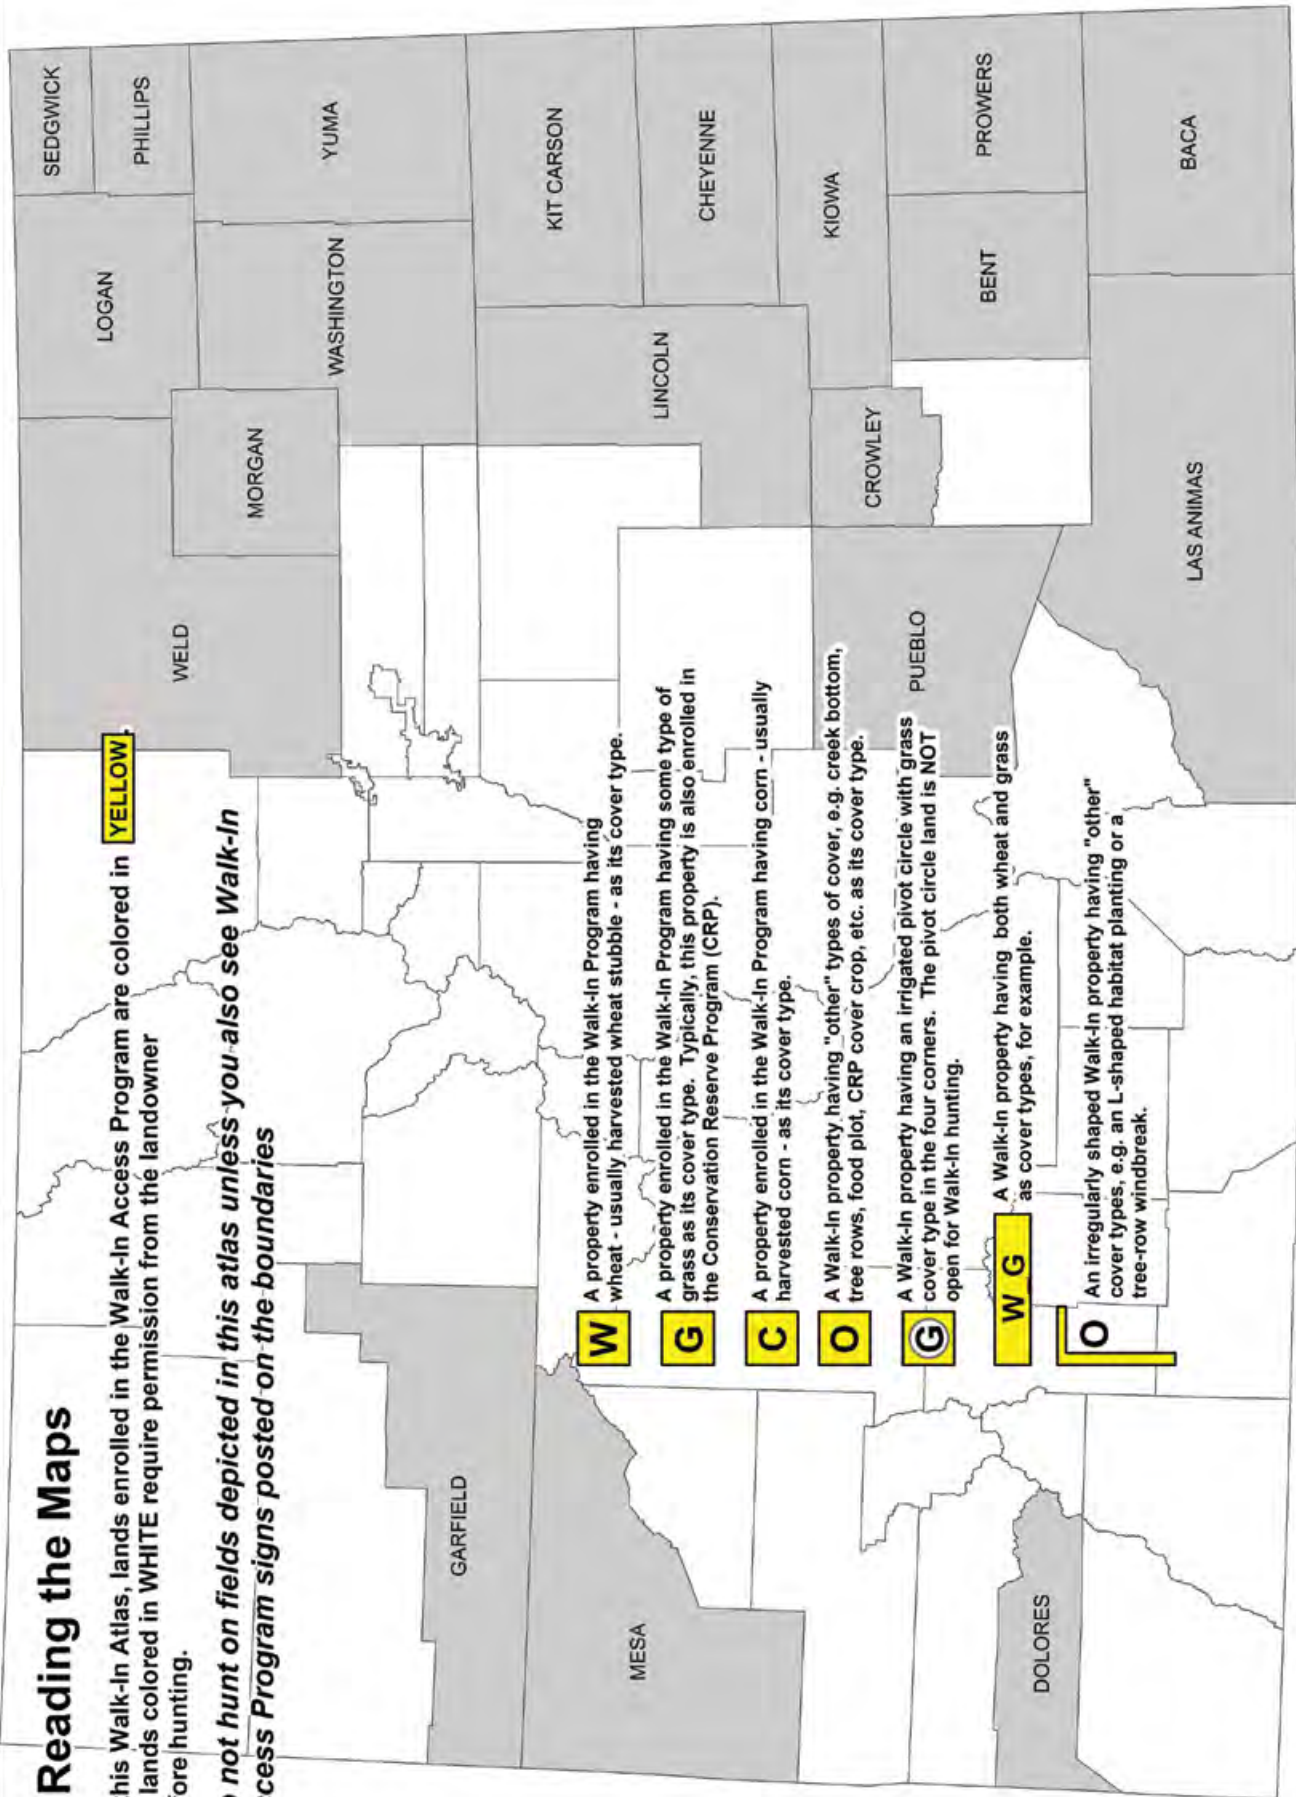 Reading the Maps
his Walk-In Atlas, lands enrolled in the Walk-In Access Program are colored in YELLOW.
lands colored in WHITE require permission from the landowner
ore hunting.
not hunt on fields depicted in this atlas unless you also see Walk-In
cess Program signs posted on the boundaries
W
A property enrolled in the Walk-In Program having
wheat - usually harvested wheat stubble - as its cover type.
G
A property enrolled in the Walk-In Program having some type of
grass as its cover type. Typically, this property is also enrolled in
the Conservation Reserve Program (CRP).
C
A property enrolled in the Walk-In Program having corn - usually
harvested corn - as its cover type.
O
A Walk-In property having "other" types of cover, e.g. creek bottom,
tree rows, food plot, CRP cover crop, etc. as its cover type.
G
A Walk-In property having an irrigated pivot circle with grass
cover type in the four corners. The pivot circle land is NOT
open for Walk-In hunting.
W_G
A Walk-In property having both wheat and grass
as cover types, for example.
O
An irregularly shaped Walk-In property having "other"
cover types, e.g. an L-shaped habitat planting or a
tree-row windbreak.
SEDGWICK
LOGAN
PHILLIPS
WELD
MORGAN
WASHINGTON
YUMA
GARFIELD
KIT CARSON
LINCOLN
MESA
CHEYENNE
KIOWA
CROWLEY
PUEBLO
PROWERS
BENT
DOLORES
LAS ANIMAS
BACA